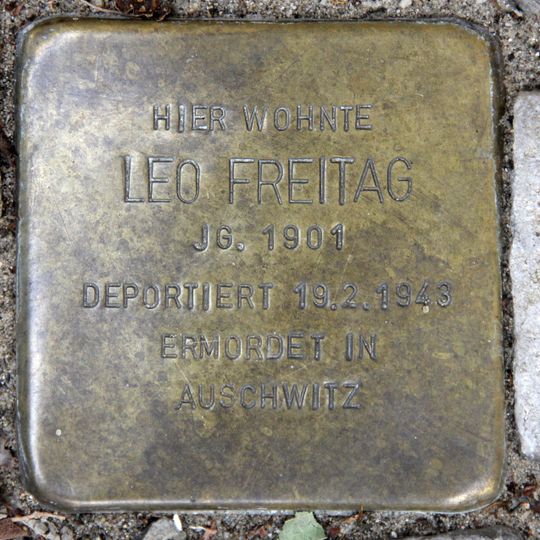 HIER WOHNTE
LEO FREITAG
JG. 1901
DEPORTIERT 19.2.1943
ERMORDET IN
AUSCHWITZ